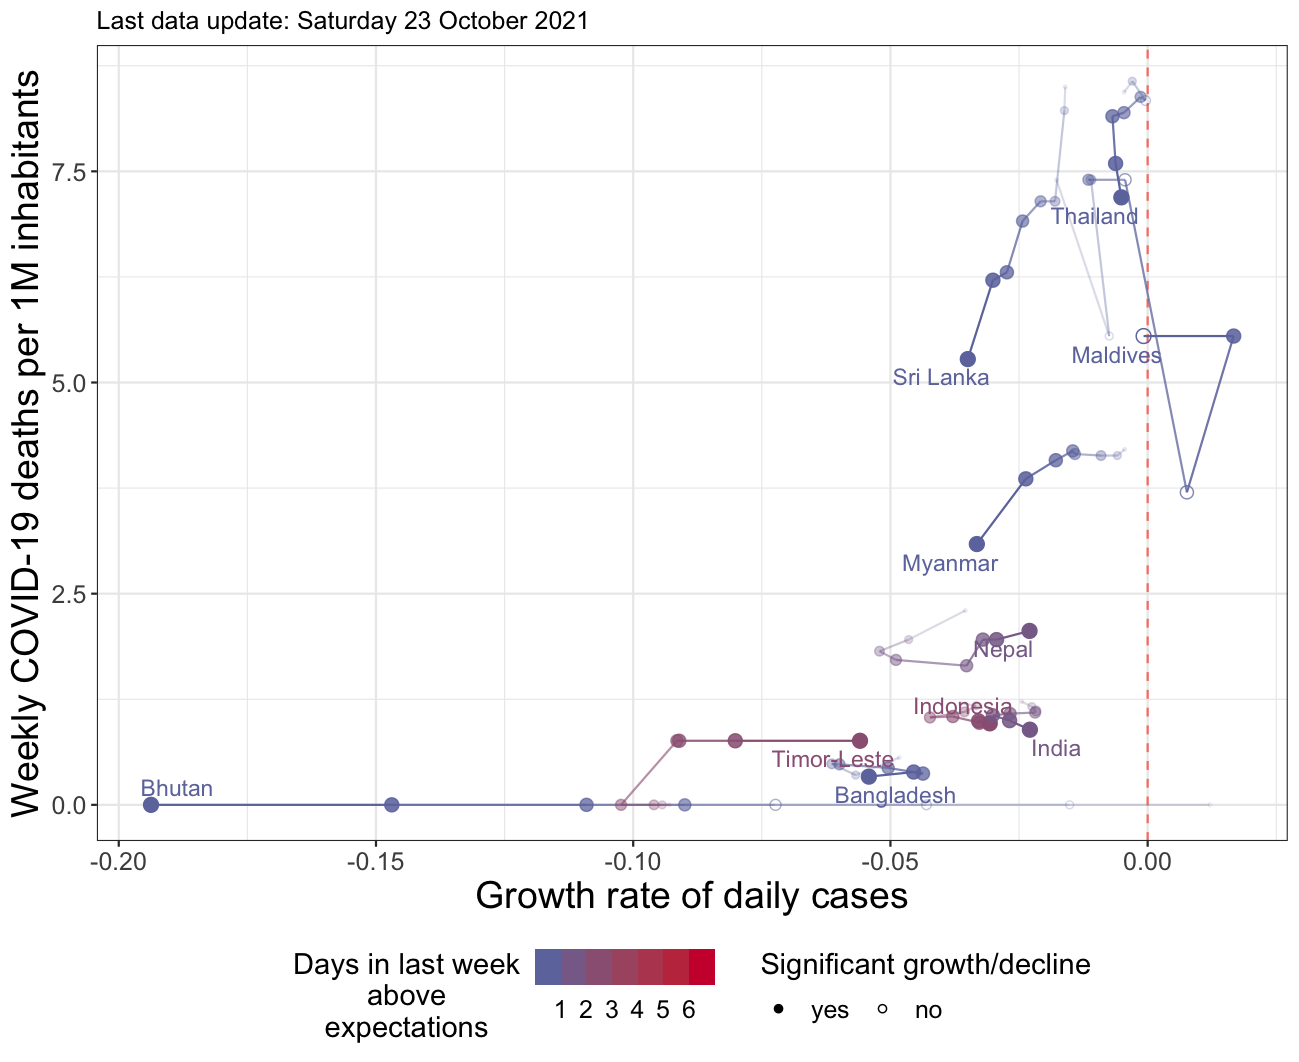 Last data update: Saturday 23 October 2021
Weekly COVID-19 deaths per 1M inhabitants
7.5
5.0
2.5
0.0
Thailand
Maldives
Sri Lanka
Myanmar
Nepal
Indonesia
India
Timor-Leste
Bhutan
Bangladesh
-0.20
-0.15
-0.10
-0.05
0.00
Growth rate of daily cases
Days in last week
above
expectations
1 2 3 4 5 6
Significant growth/decline
yes
no